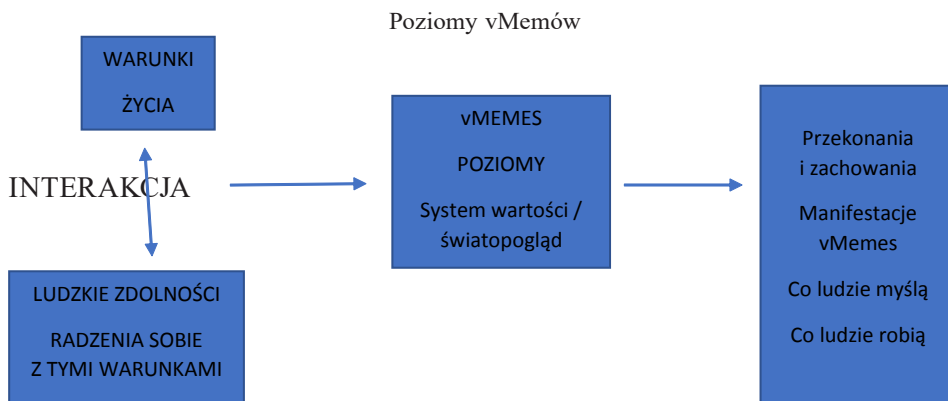 Poziomy vMemów
WARUNKI
ŻYCIA
INTERAKCJA
LUDZKIE ZDOLNOŚCI
RADZENIA SOBIE
Z TYMI WARUNKAMI
vMEMES
POZIOMY
System wartości /
światopogląd
Przekonania
i zachowania
Manifestacje
vMemes
Co ludzie myślą
Co ludzie robią